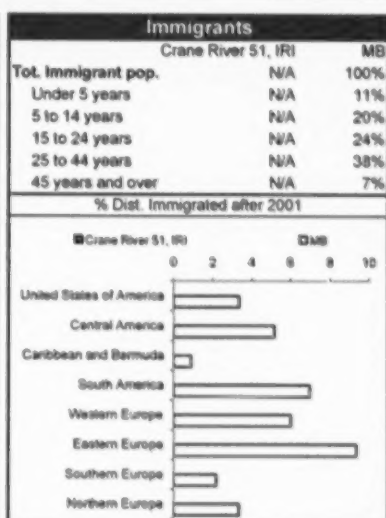 Immigrants
Crane River 51, IRI MB
Tot. Immigrant pop. N/A 100%
Under 5 years N/A 11%
5 to 14 years N/A 20%
15 to 24 years N/A 24%
25 to 44 years N/A 38%
45 years and over N/A 7%
% Dist. Immigrated after 2001
Crane River 51, IRI MB
0 2 4 6 8 10
United States of America
Central America
Caribbean and Bermuda
South America
Western Europe
Eastern Europe
Southern Europe
Northern Europe